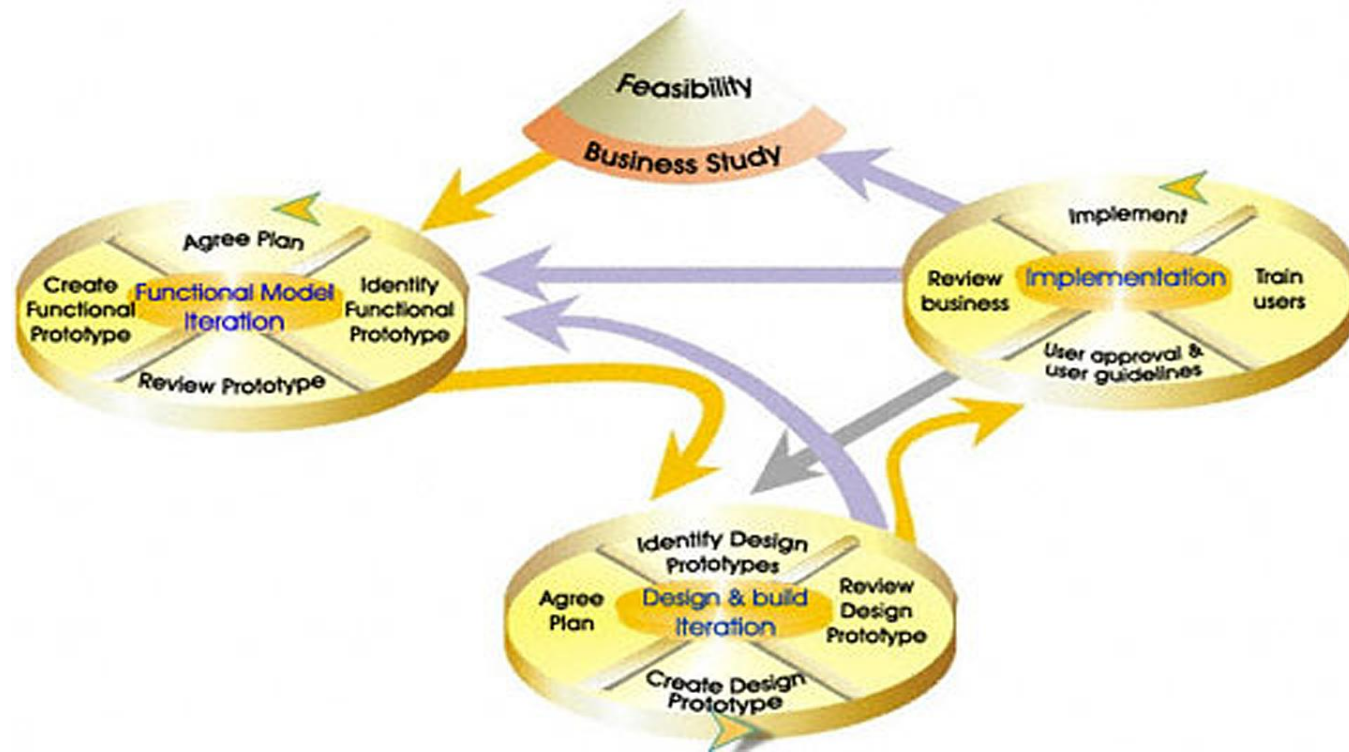 Feasibility
Business Study
Agree Plan
Create
Functional
Prototype
Functional Model
Iteration
Identify
Functional
Prototype
Review Prototype
Implement
Review
business
Implementation
Train
users
User approval &
user guidelines
Identify Design
Prototypes
Agree
Plan
Design & build
Iteration
Review
Design
Prototype
Create Design
Prototype